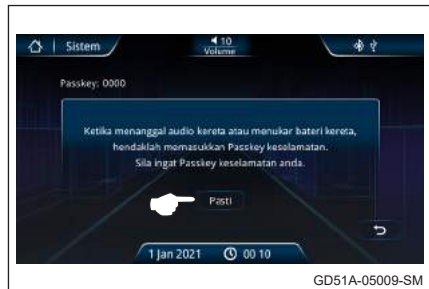 Sistem
10
Volume
Passkey: 0000
Ketika menanggal audio kereta atau menukar bateri kereta,
hendaklah memasukkan Passkey keselamatan.
Sila ingat Passkey keselamatan anda.
Pasti
1 Jan 2021 00 10
GD51A-05009-SM